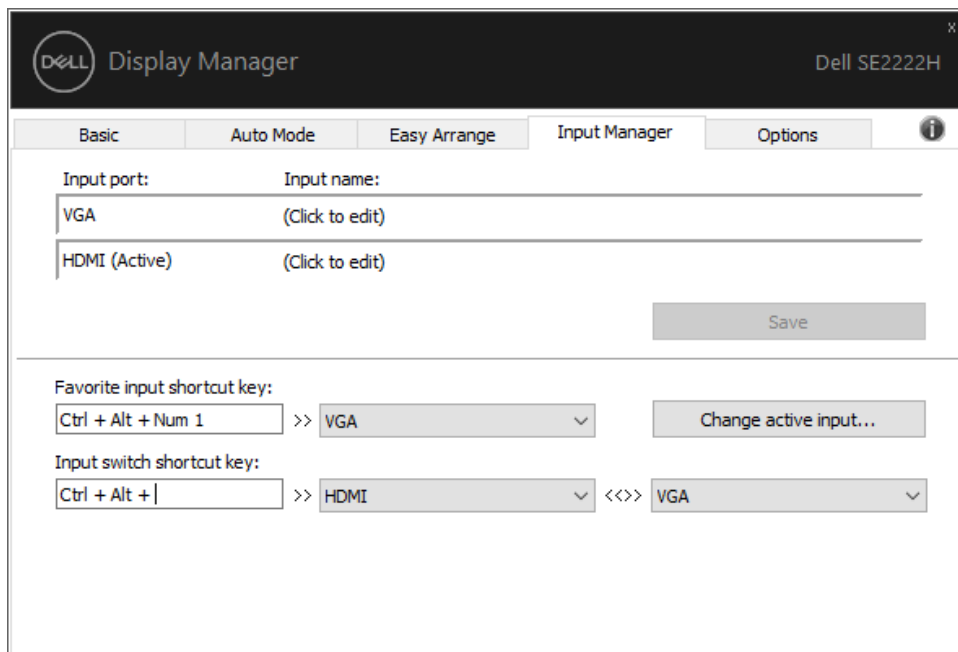 DELL Display Manager
x
Dell SE2222H
Basic Auto Mode Easy Arrange Input Manager Options i
Input port: Input name:
VGA (Click to edit)
HDMI (Active) (Click to edit)
Save
Favorite input shortcut key:
Ctrl + Alt + Num 1 >> VGA Change active input...
Input switch shortcut key:
Ctrl + Alt + >> HDMI <<>> VGA